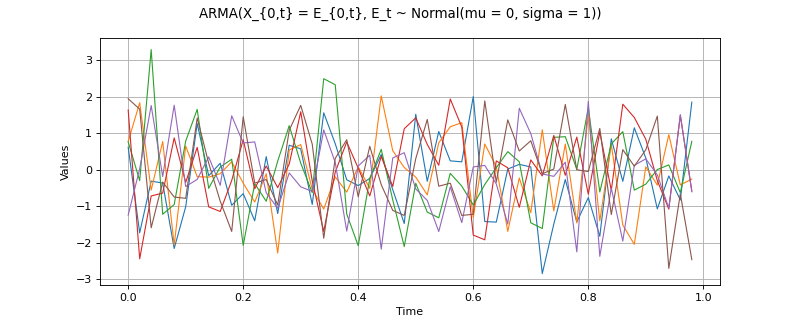 ARMA(X_{0,t} = E_{0,t}, E_t ~ Normal(mu = 0, sigma = 1))
Values
3
2
1
0
−1
−2
−3
0.0 0.2 0.4 0.6 0.8 1.0
Time